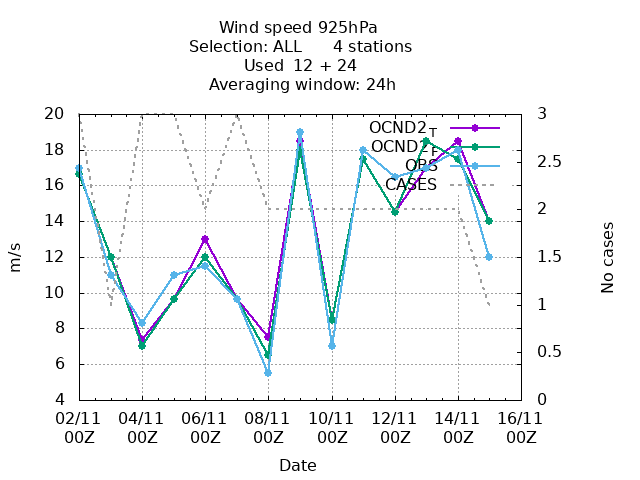 Wind speed 925hPa
Selection: ALL 4 stations
Used 12 + 24
Averaging window: 24h
20
18
16
14
12
10
8
6
4
m/s
3
2.5
2
1.5
1
0.5
0
No cases
OCND2_T
OCND2_F
OBS
CASES
02/11 04/11 06/11 08/11 10/11 12/11 14/11 16/11
00Z 00Z 00Z 00Z 00Z 00Z 00Z 00Z
Date